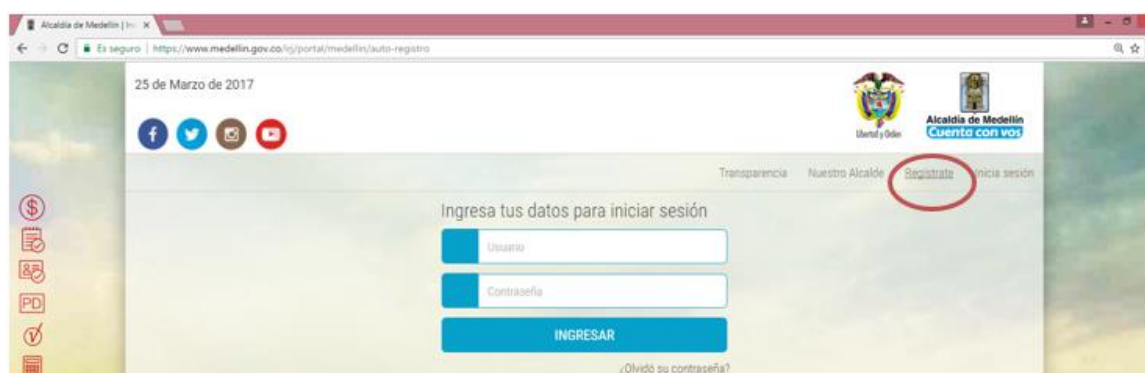 Alcaldía de Medellín | In
Es seguro | https://www.medellin.gov.co/irj/portal/medellin/auto-registro
25 de Marzo de 2017
Libertad y Orden
Alcaldía de Medellín
Cuenta con vos
Transparencia Nuestro Alcalde Regístrate Inicia sesión
Ingresa tus datos para iniciar sesión
Usuario
Contraseña
INGRESAR
¿Olvidó su contraseña?
PD